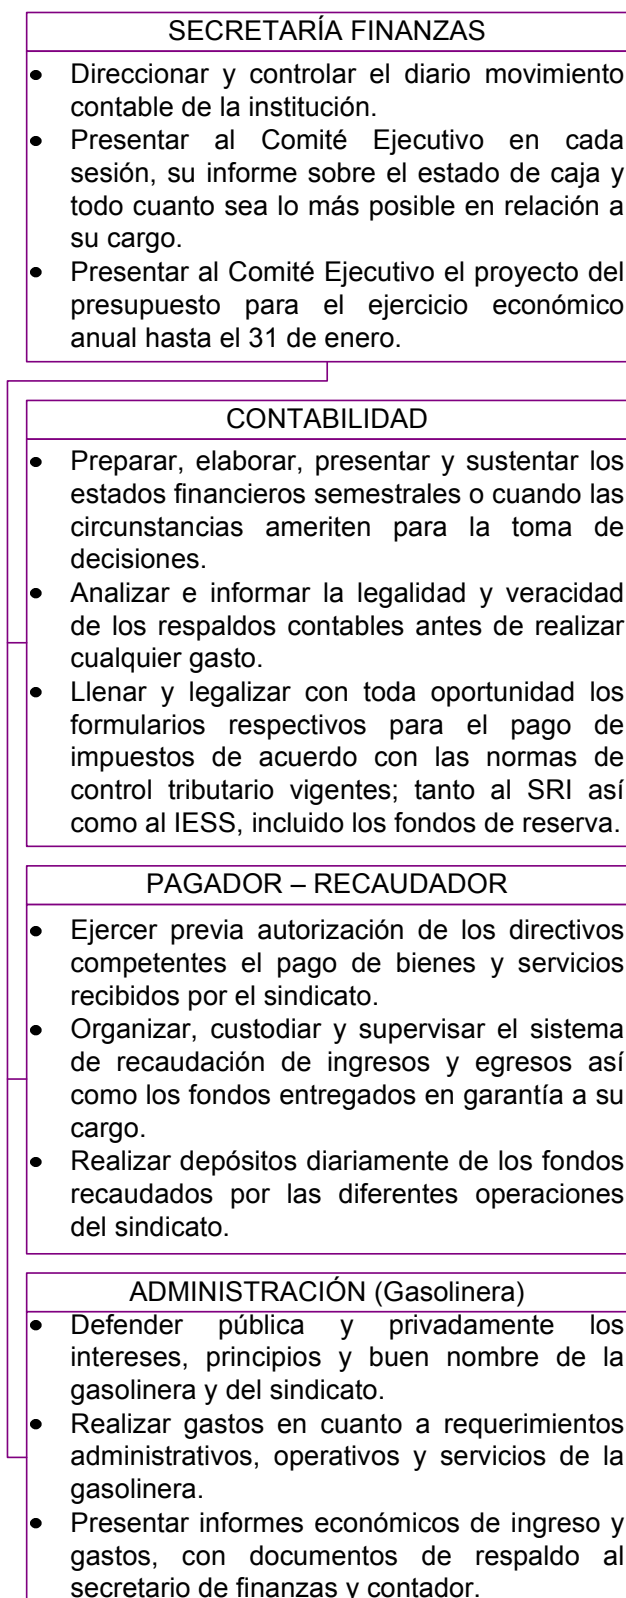 SECRETARÍA FINANZAS
• Direccionar y controlar el diario movimiento
contable de la institución.
• Presentar al Comité Ejecutivo en cada
sesión, su informe sobre el estado de caja y
todo cuanto sea lo más posible en relación a
su cargo.
• Presentar al Comité Ejecutivo el proyecto del
presupuesto para el ejercicio económico
anual hasta el 31 de enero.
CONTABILIDAD
• Preparar, elaborar, presentar y sustentar los
estados financieros semestrales o cuando las
circunstancias ameriten para la toma de
decisiones.
• Analizar e informar la legalidad y veracidad
de los respaldos contables antes de realizar
cualquier gasto.
• Llenar y legalizar con toda oportunidad los
formularios respectivos para el pago de
impuestos de acuerdo con las normas de
control tributario vigentes; tanto al SRI así
como al IESS, incluido los fondos de reserva.
PAGADOR – RECAUDADOR
• Ejercer previa autorización de los directivos
competentes el pago de bienes y servicios
recibidos por el sindicato.
• Organizar, custodiar y supervisar el sistema
de recaudación de ingresos y egresos así
como los fondos entregados en garantía a su
cargo.
• Realizar depósitos diariamente de los fondos
recaudados por las diferentes operaciones
del sindicato.
ADMINISTRACIÓN (Gasolinera)
• Defender pública y privadamente los
intereses, principios y buen nombre de la
gasolinera y del sindicato.
• Realizar gastos en cuanto a requerimientos
administrativos, operativos y servicios de la
gasolinera.
• Presentar informes económicos de ingreso y
gastos, con documentos de respaldo al
secretario de finanzas y contador.